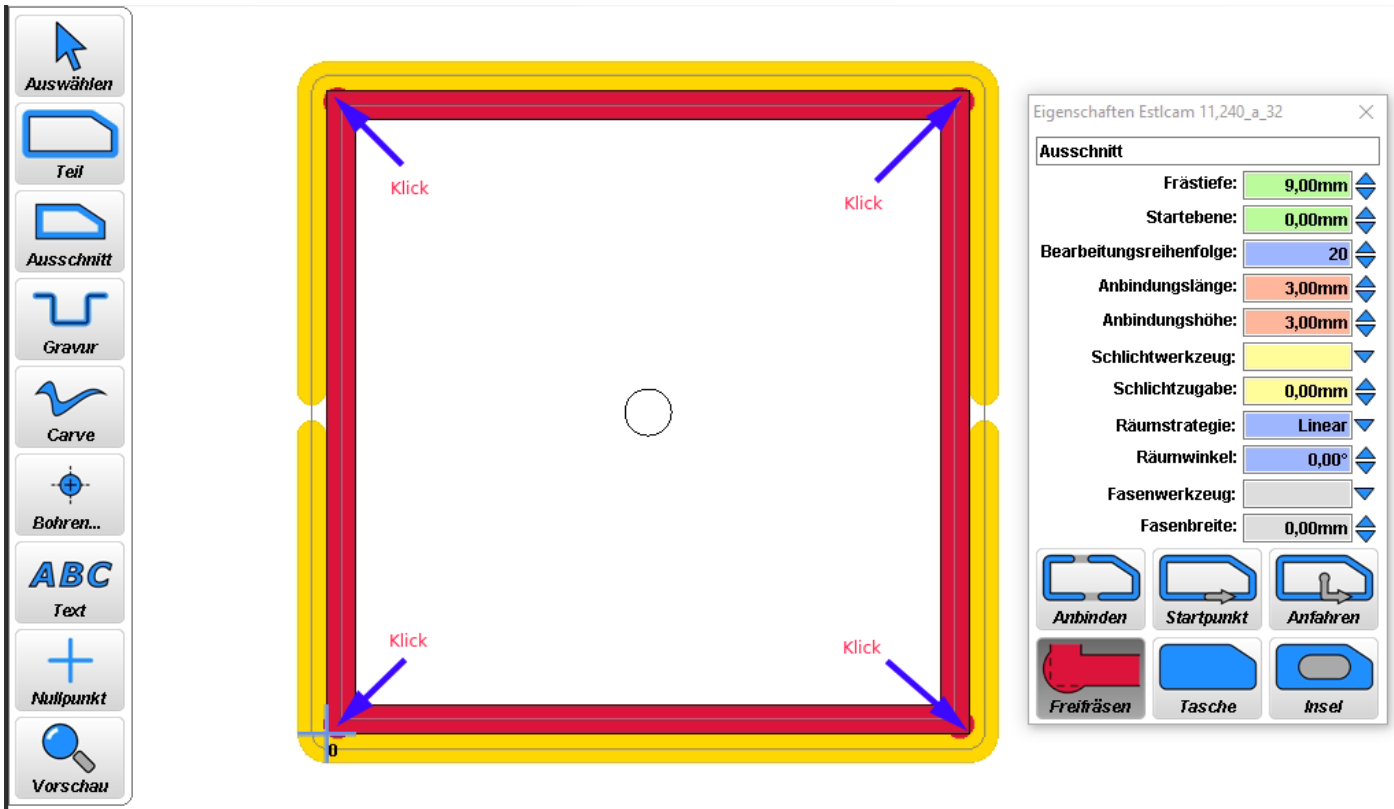 Auswählen
Teil
Ausschnitt
Gravur
Carve
Bohren...
ABC
Text
Nullpunkt
Vorschau
Klick
Klick
Klick
Klick
0
Eigenschaften Estlcam 11,240_a_32
Ausschnitt
Frästiefe: 9,00mm
Startebene: 0,00mm
Bearbeitungsreihenfolge: 20
Anbindungslänge: 3,00mm
Anbindungshöhe: 3,00mm
Schlichtwerkzeug:
Schlichtzugabe: 0,00mm
Räumstrategie: Linear
Räumwinkel: 0,00°
Fasenwerkzeug:
Fasenbreite: 0,00mm
Anbinden Startpunkt Anfahren
Freifräsen Tasche Insel